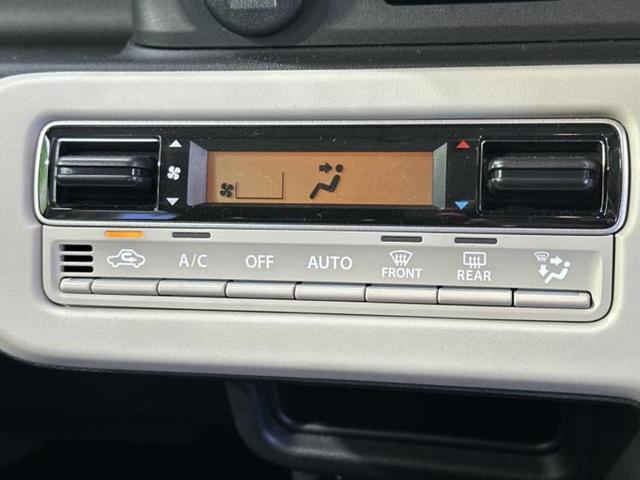 A/C OFF AUTO FRONT REAR